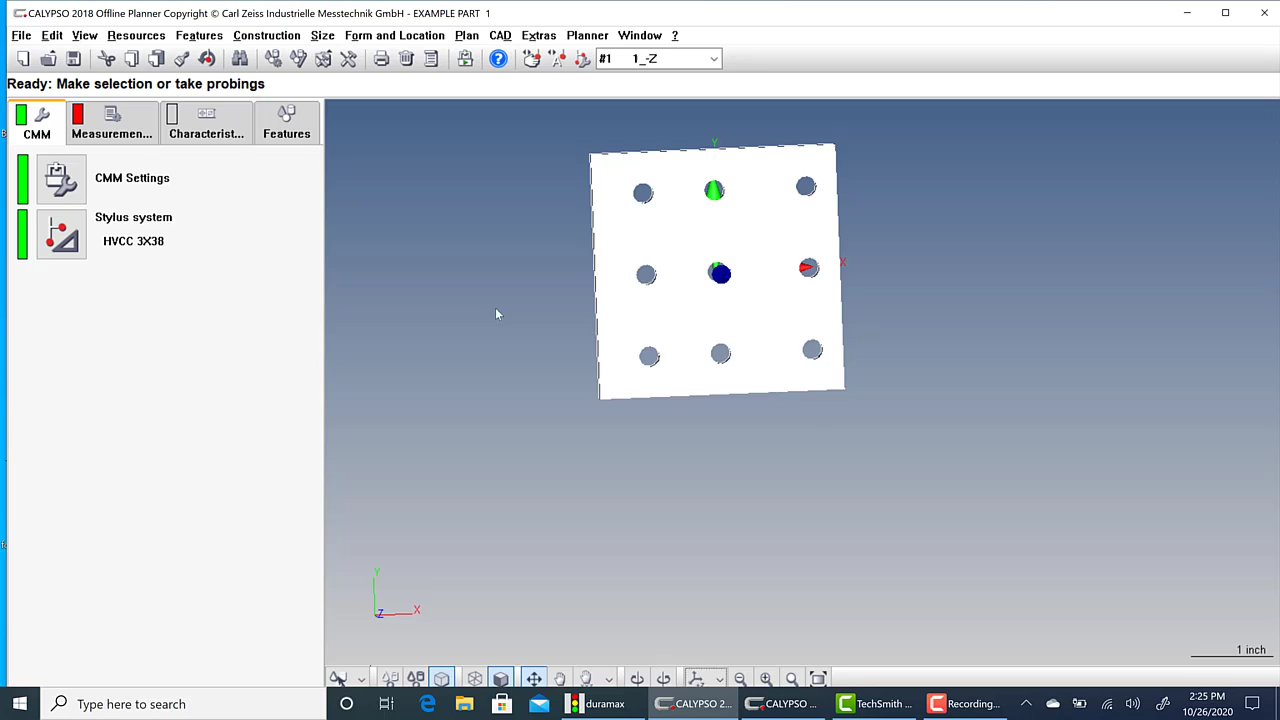 CALYPSO 2018 Offline Planner Copyright © Carl Zeiss Industrielle Messtechnik GmbH - EXAMPLE PART 1
File Edit View Resources Features Construction Size Form and Location Plan CAD Extras Planner Window ?
#1 1_-Z
Ready: Make selection or take probings
CMM Measuremen... Characterist... Features
CMM Settings
Stylus system
HVCC 3X38
Y
X
Y
X
Z
1 inch
Type here to search
duramax
CALYPSO 2...
CALYPSO ...
TechSmith ...
Recording...
2:25 PM
10/26/2020